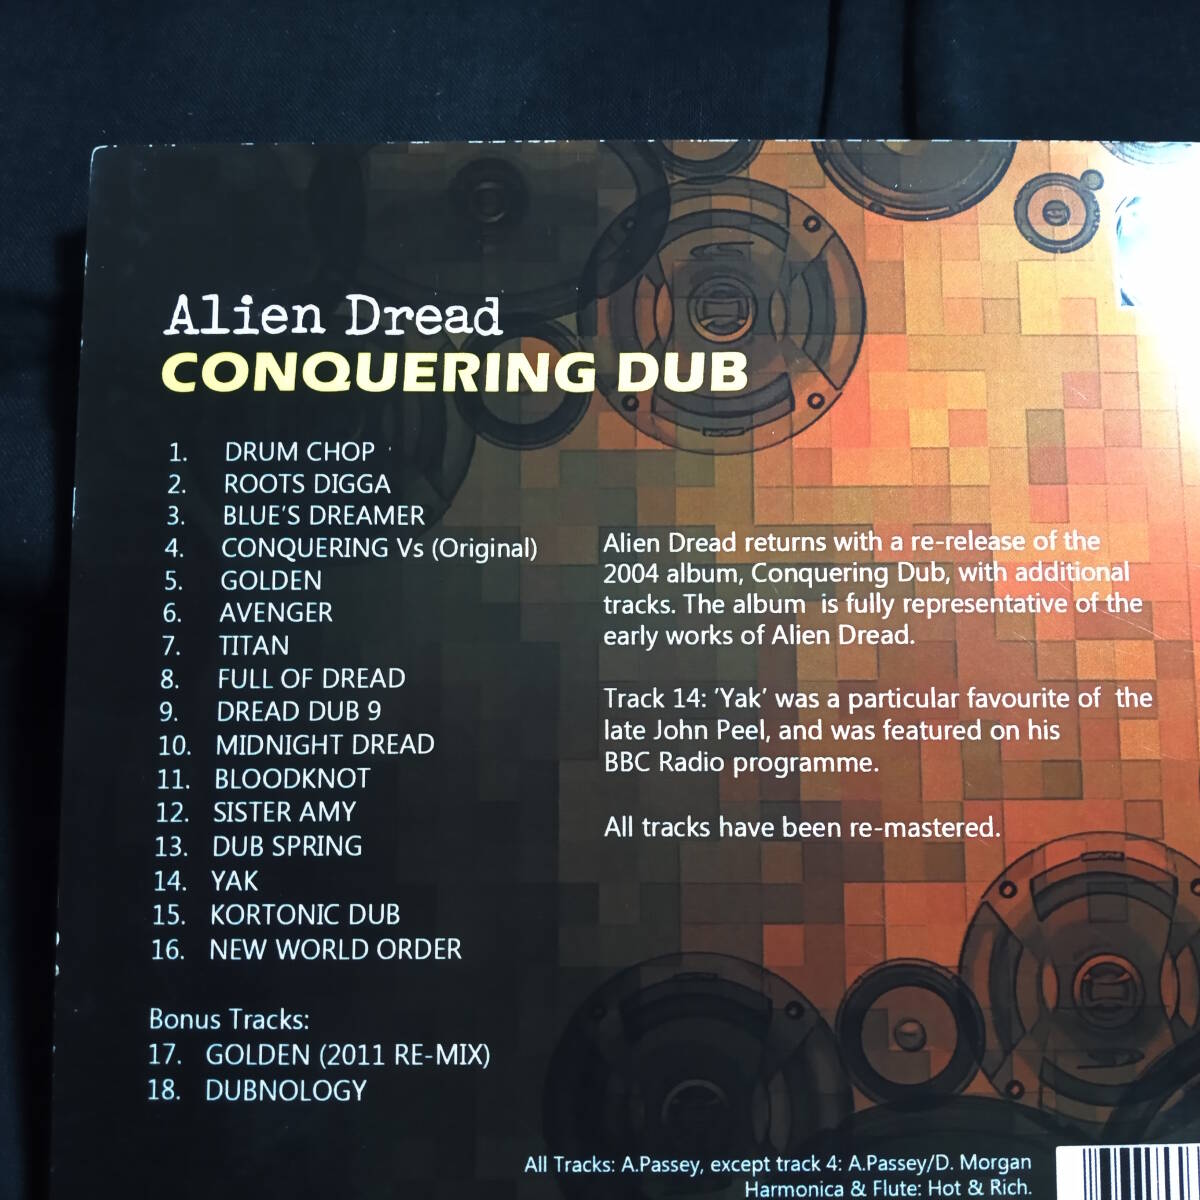 Alien Dread
CONQUERING DUB
1. DRUM CHOP
2. ROOTS DIGGA
3. BLUE'S DREAMER
4. CONQUERING Vs (Original)
5. GOLDEN
6. AVENGER
7. TITAN
8. FULL OF DREAD
9. DREAD DUB 9
10. MIDNIGHT DREAD
11. BLOODKNOT
12. SISTER AMY
13. DUB SPRING
14. YAK
15. KORTONIC DUB
16. NEW WORLD ORDER
Bonus Tracks:
17. GOLDEN (2011 RE-MIX)
18. DUBNOLOGY
Alien Dread returns with a re-release of the
2004 album, Conquering Dub, with additional
tracks. The album is fully representative of the
early works of Alien Dread.
Track 14: 'Yak' was a particular favourite of the
late John Peel, and was featured on his
BBC Radio programme.
All tracks have been re-mastered.
All Tracks: A.Passey, except track 4: A.Passey/D. Morgan
Harmonica & Flute: Hot & Rich.